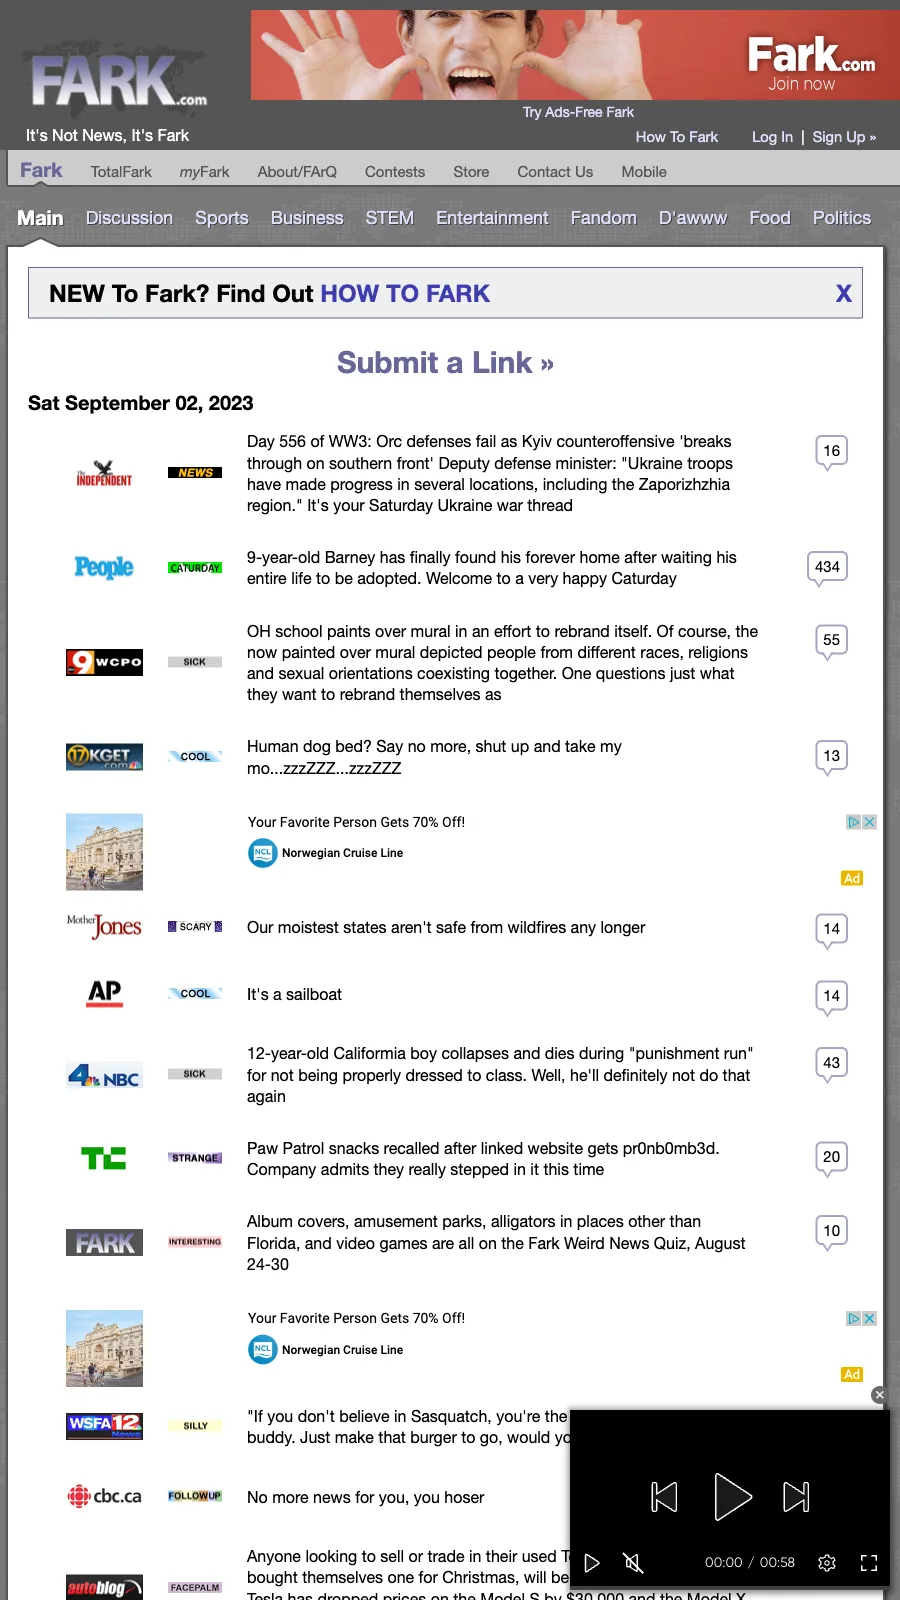 FARK.com
Fark.com
Join now
Try Ads-Free Fark
It's Not News, It's Fark
How To Fark
Log In | Sign Up »
Fark
TotalFark
myFark
About/FArQ
Contests
Store
Contact Us
Mobile
Main
Discussion
Sports
Business
STEM
Entertainment
Fandom
D'awww
Food
Politics
NEW To Fark? Find Out HOW TO FARK
X
Submit a Link »
Sat September 02, 2023
The INDEPENDENT
NEWS
Day 556 of WW3: Orc defenses fail as Kyiv counteroffensive 'breaks
through on southern front' Deputy defense minister: "Ukraine troops
have made progress in several locations, including the Zaporizhzhia
region." It's your Saturday Ukraine war thread
16
People
CATURDAY
9-year-old Barney has finally found his forever home after waiting his
entire life to be adopted. Welcome to a very happy Caturday
434
9 WCPO
SICK
OH school paints over mural in an effort to rebrand itself. Of course, the
now painted over mural depicted people from different races, religions
and sexual orientations coexisting together. One questions just what
they want to rebrand themselves as
55
17 KGET
.com
COOL
Human dog bed? Say no more, shut up and take my
mo...zzzZZZ...zzzZZZ
13
Your Favorite Person Gets 70% Off!
NCL
Norwegian Cruise Line
Ad
Mother Jones
SCARY
Our moistest states aren't safe from wildfires any longer
14
AP
COOL
It's a sailboat
14
4 NBC
SICK
12-year-old California boy collapses and dies during "punishment run"
for not being properly dressed to class. Well, he'll definitely not do that
again
43
TC
STRANGE
Paw Patrol snacks recalled after linked website gets pr0nb0mb3d.
Company admits they really stepped in it this time
20
FARK
INTERESTING
Album covers, amusement parks, alligators in places other than
Florida, and video games are all on the Fark Weird News Quiz, August
24-30
10
Your Favorite Person Gets 70% Off!
NCL
Norwegian Cruise Line
Ad
WSFA 12
News
SILLY
"If you don't believe in Sasquatch, you're the
buddy. Just make that burger to go, would yo
cbc.ca
FOLLOWUP
No more news for you, you hoser
00:00 / 00:58
autoblog
FACEPALM
Anyone looking to sell or trade in their used T
bought themselves one for Christmas, will be
Tesla has dropped prices on the Model S by $30,000 and the Model X